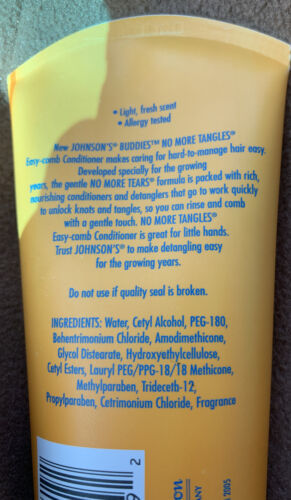 • Light, fresh scent
• Allergy tested
New JOHNSON'S® BUDDIES™ NO MORE TANGLES®
Easy-comb Conditioner makes caring for hard-to-manage hair easy.
Developed specially for the growing
years, the gentle NO MORE TEARS® formula is packed with rich,
nourishing conditioners and detanglers that go to work quickly
to unlock knots and tangles, so you can rinse and comb
with a gentle touch. NO MORE TANGLES®
Easy-comb Conditioner is great for little hands.
Trust JOHNSON'S® to make detangling easy
for the growing years.
Do not use if quality seal is broken.
INGREDIENTS: Water, Cetyl Alcohol, PEG-180,
Behentrimonium Chloride, Amodimethicone,
Glycol Distearate, Hydroxyethylcellulose,
Cetyl Esters, Lauryl PEG/PPG-18/18 Methicone,
Methylparaben, Trideceth-12,
Propylparaben, Cetrimonium Chloride, Fragrance
2
2005